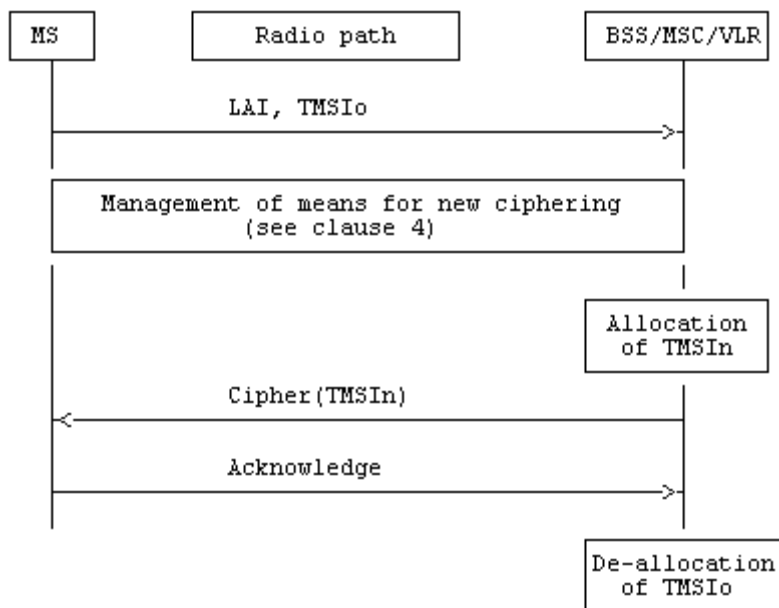 MS
Radio path
BSS/MSC/VLR
LAI, TMSIo
Management of means for new ciphering
(see clause 4)
Allocation
of TMSIn
Cipher(TMSIn)
Acknowledge
De-allocation
of TMSIo